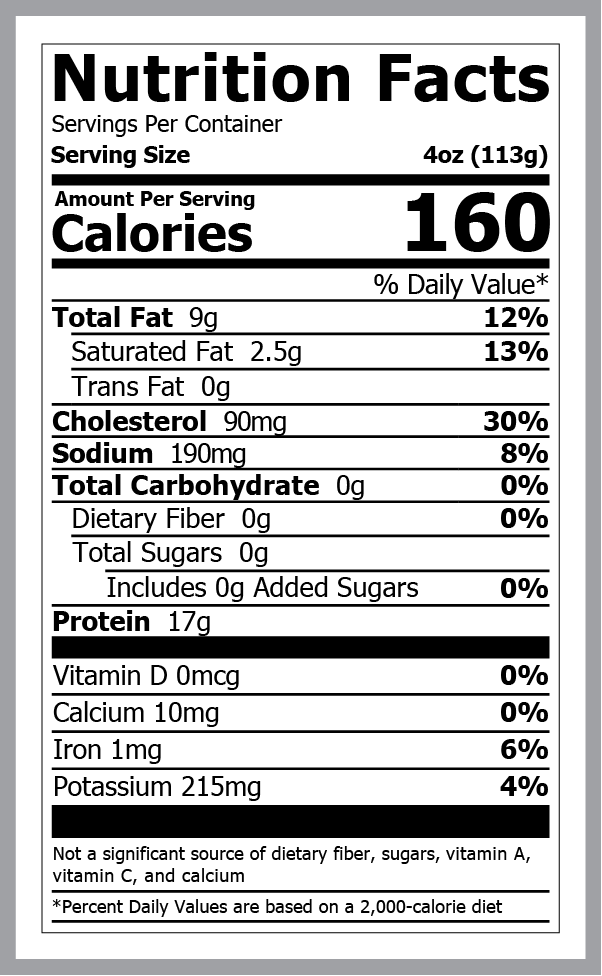 Nutrition Facts
Servings Per Container
Serving Size 4oz (113g)
Amount Per Serving
Calories 160
% Daily Value*
Total Fat 9g 12%
Saturated Fat 2.5g 13%
Trans Fat 0g
Cholesterol 90mg 30%
Sodium 190mg 8%
Total Carbohydrate 0g 0%
Dietary Fiber 0g 0%
Total Sugars 0g
Includes 0g Added Sugars 0%
Protein 17g
Vitamin D 0mcg 0%
Calcium 10mg 0%
Iron 1mg 6%
Potassium 215mg 4%
Not a significant source of dietary fiber, sugars, vitamin A,
vitamin C, and calcium
*Percent Daily Values are based on a 2,000-calorie diet